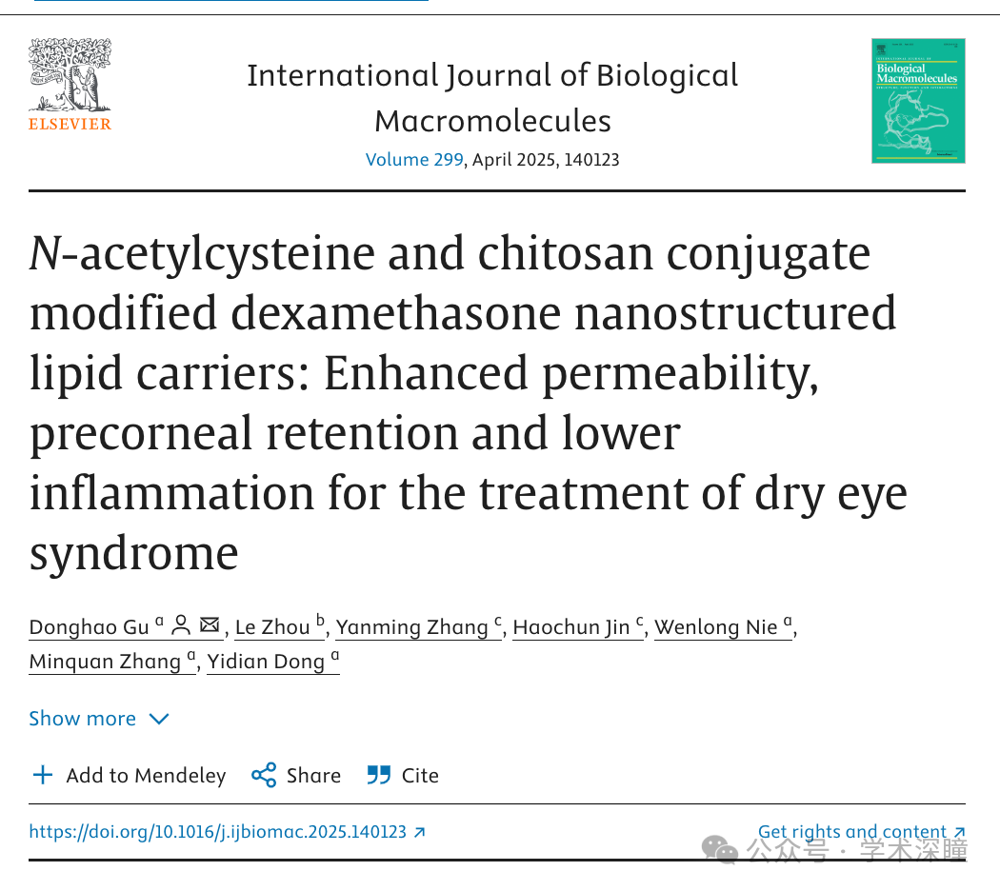 ELSEVIER
International Journal of Biological
Macromolecules
Volume 299, April 2025, 140123
Biological
Macromolecules
N-acetylcysteine and chitosan conjugate
modified dexamethasone nanostructured
lipid carriers: Enhanced permeability,
precorneal retention and lower
inflammation for the treatment of dry eye
syndrome
Donghao Gu a, Le Zhou b, Yanming Zhang c, Haochun Jin c, Wenlong Nie a,
Minquan Zhang a, Yidian Dong a
Show more
Add to Mendeley Share Cite
https://doi.org/10.1016/j.ijbiomac.2025.140123 Get rights and content
公众号 · 学术深瞳